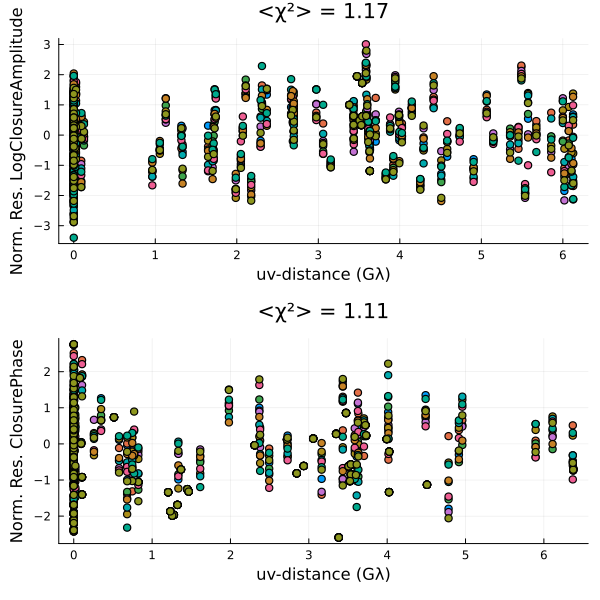 <χ²> = 1.17
Norm. Res. LogClosureAmplitude
3
2
1
0
−1
−2
−3
0 1 2 3 4 5 6
uv-distance (Gλ)
<χ²> = 1.11
Norm. Res. ClosurePhase
2
1
0
−1
−2
0 1 2 3 4 5 6
uv-distance (Gλ)